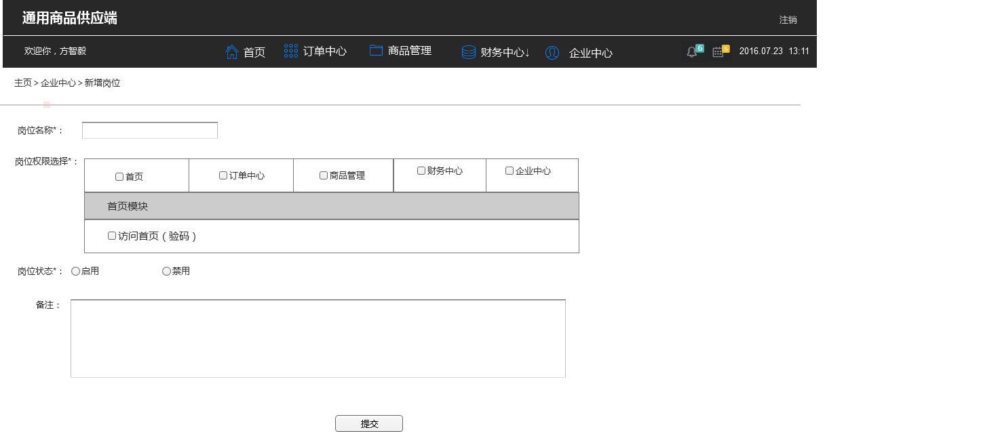 通用商品供应端
注销
欢迎你，方智毅 首页 订单中心 商品管理 财务中心↓ 企业中心 6 5 2016.07.23 13:11
主页 > 企业中心 > 新增岗位
岗位名称*：
岗位权限选择*： 首页 订单中心 商品管理 财务中心 企业中心
首页模块
访问首页（验码）
岗位状态*： 启用 禁用
备注：
提交